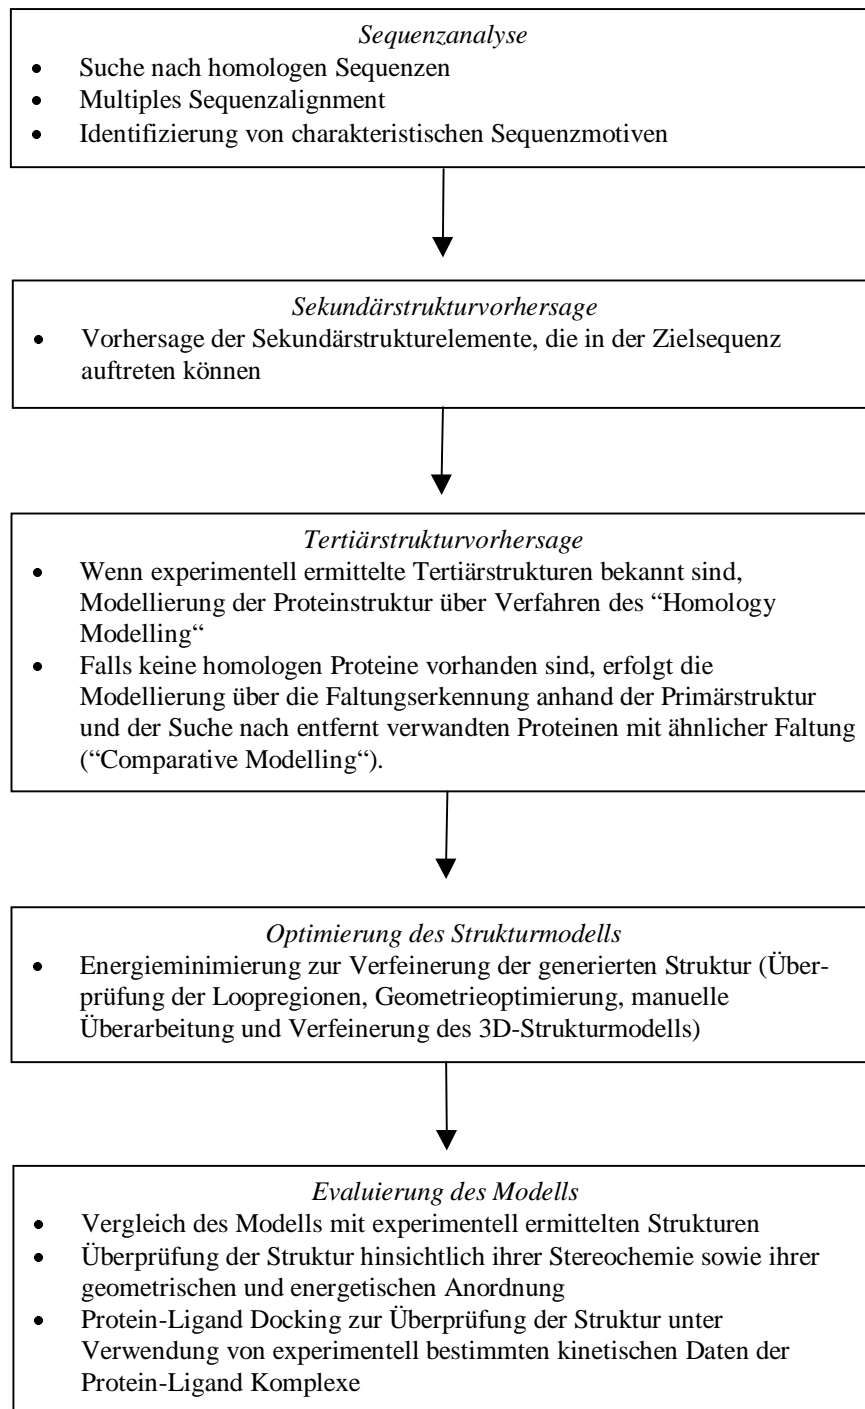 Sequenzanalyse
• Suche nach homologen Sequenzen
• Multiples Sequenzalignment
• Identifizierung von charakteristischen Sequenzmotiven
Sekundärstrukturvorhersage
• Vorhersage der Sekundärstrukturelemente, die in der Zielsequenz
auftreten können
Tertiärstrukturvorhersage
• Wenn experimentell ermittelte Tertiärstrukturen bekannt sind,
Modellierung der Proteinstruktur über Verfahren des “Homology
Modelling“
• Falls keine homologen Proteine vorhanden sind, erfolgt die
Modellierung über die Faltungserkennung anhand der Primärstruktur
und der Suche nach entfernt verwandten Proteinen mit ähnlicher Faltung
(“Comparative Modelling“).
Optimierung des Strukturmodells
• Energieminimierung zur Verfeinerung der generierten Struktur (Über-
prüfung der Loopregionen, Geometrieoptimierung, manuelle
Überarbeitung und Verfeinerung des 3D-Strukturmodells)
Evaluierung des Modells
• Vergleich des Modells mit experimentell ermittelten Strukturen
• Überprüfung der Struktur hinsichtlich ihrer Stereochemie sowie ihrer
geometrischen und energetischen Anordnung
• Protein-Ligand Docking zur Überprüfung der Struktur unter
Verwendung von experimentell bestimmten kinetischen Daten der
Protein-Ligand Komplexe